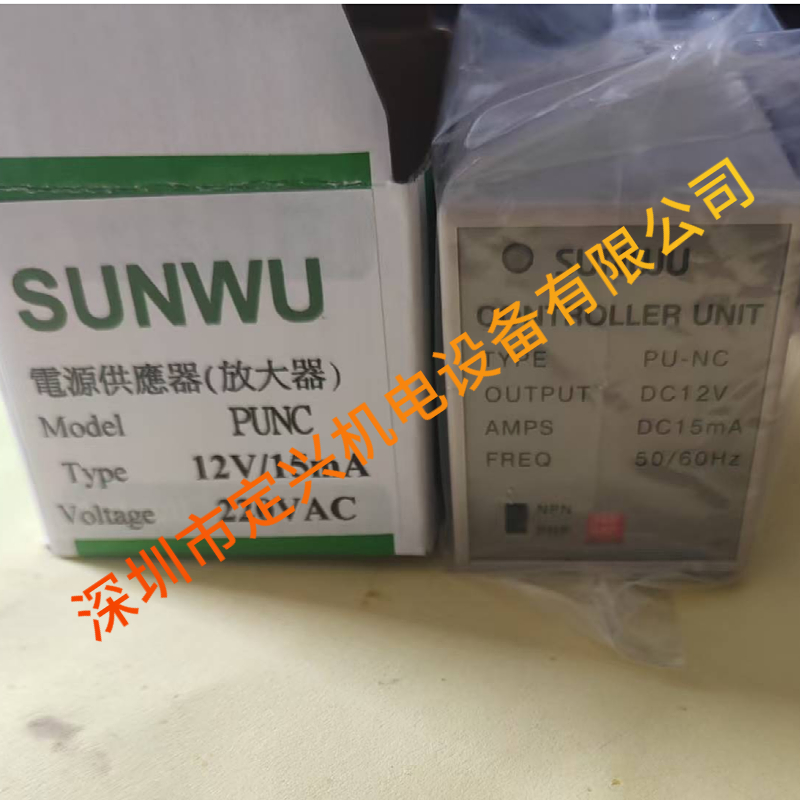 SUNWU
電源供應器(放大器)
Model PUNC
Type 12V/15mA
Voltage 220VAC
SUNWU
CONTROLLER UNIT
TYPE PU-NC
OUTPUT DC12V
AMPS DC15mA
FREQ 50/60Hz
NPN
PNP
深圳市定兴机电设备有限公司